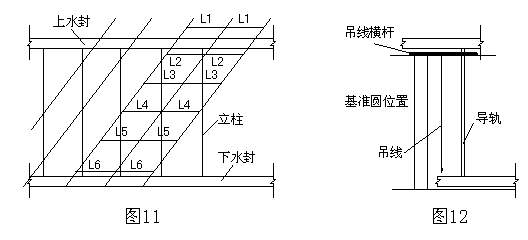 L1 L1
上水封
L2 L2
L3 L3
L4 L4
立柱
L5 L5
下水封
L6 L6
图11
吊线横杆
基准圆位置
导轨
吊线
图12